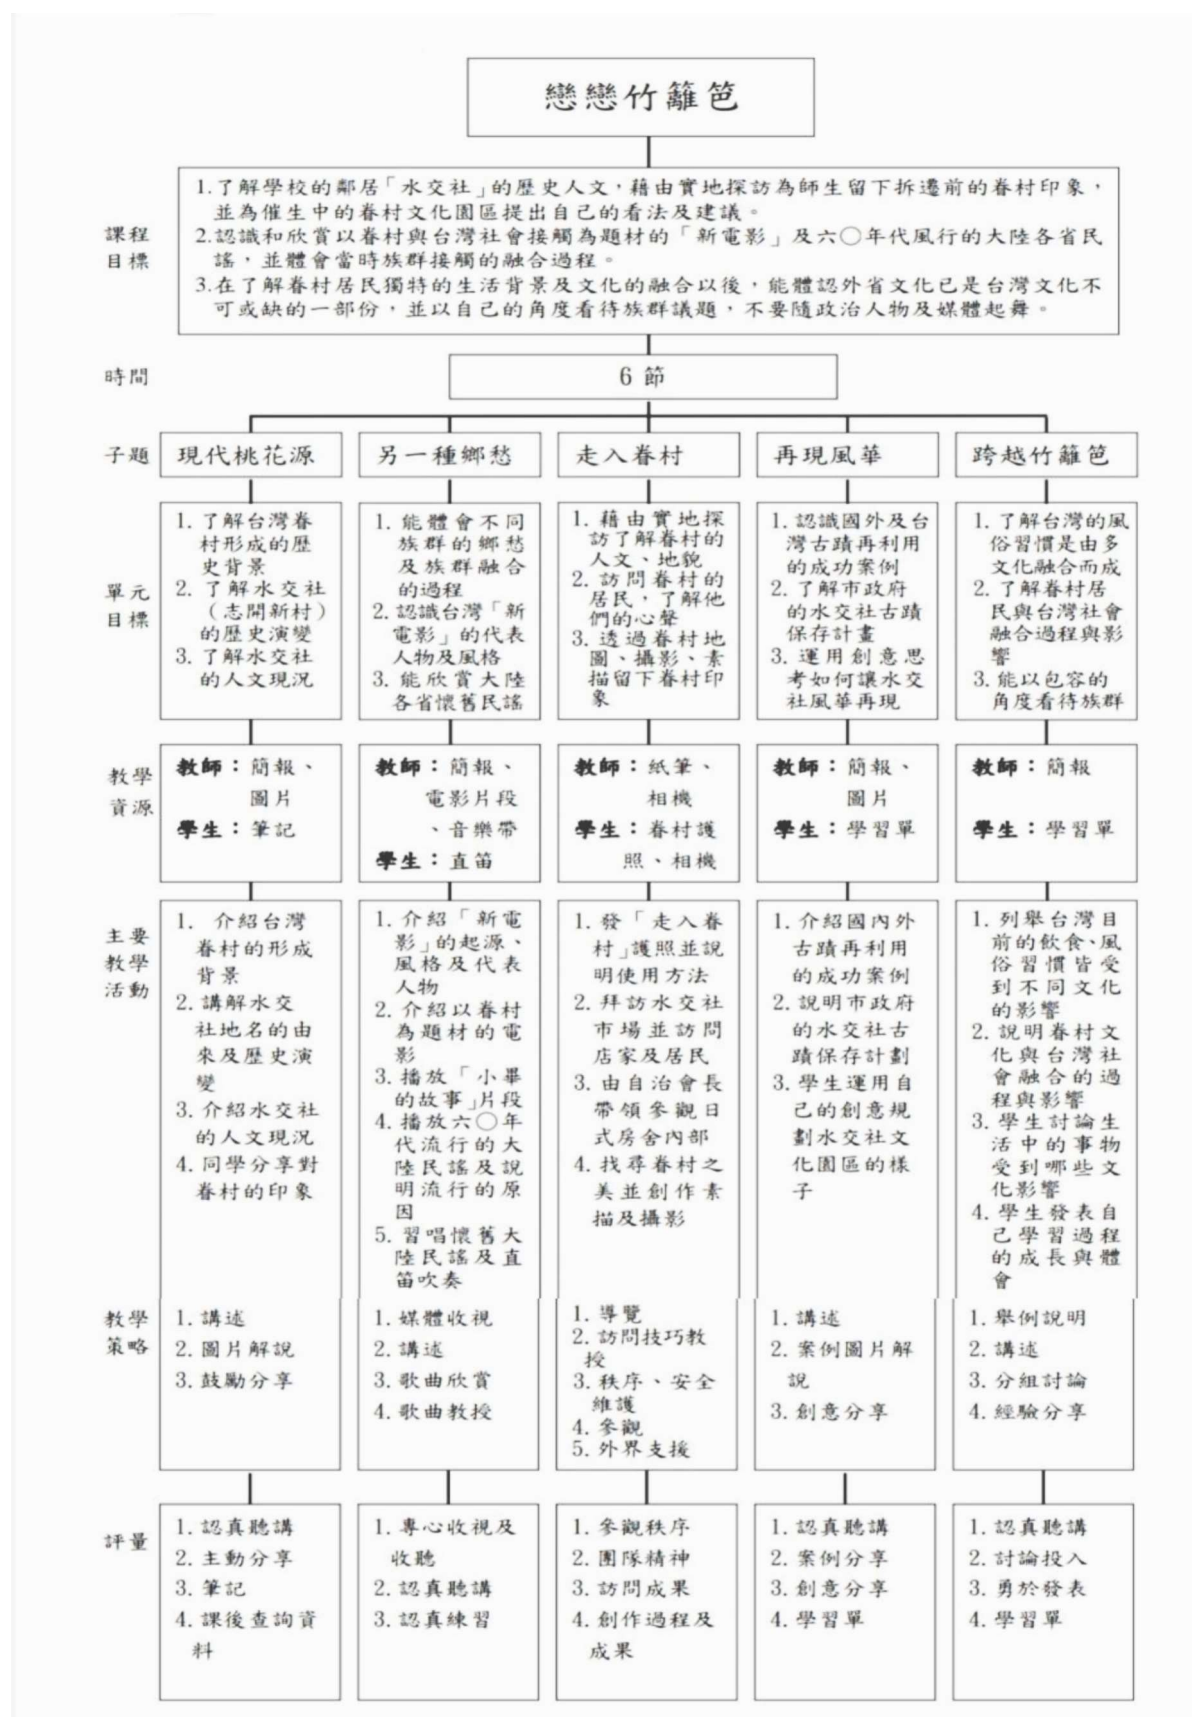 戀戀竹籬笆
課程
目標
1.了解學校的鄰居「水交社」的歷史人文，藉由實地探訪為師生留下拆遷前的眷村印象，
並為催生中的眷村文化園區提出自己的看法及建議。
2.認識和欣賞以眷村與台灣社會接觸為題材的「新電影」及六〇年代風行的大陸各省民
謠，並體會當時族群接觸的融合過程。
3.在了解眷村居民獨特的生活背景及文化的融合以後，能體認外省文化已是台灣文化不
可或缺的一部份，並以自己的角度看待族群議題，不要隨政治人物及媒體起舞。
時間
6 節
子題
現代桃花源
另一種鄉愁
走入眷村
再現風華
跨越竹籬笆
單元
目標
1. 了解台灣眷
村形成的歷
史背景
2. 了解水交社
（志開新村）
的歷史演變
3. 了解水交社
的人文現況
1. 能體會不同
族群的鄉愁
及族群融合
的過程
2. 認識台灣「新
電影」的代表
人物及風格
3. 能欣賞大陸
各省懷舊民謠
1. 藉由實地探
訪了解眷村的
人文、地貌
2. 訪問眷村的
居民，了解他
們的心聲
3. 透過眷村地
圖、攝影、素
描留下眷村印
象
1. 認識國外及台
灣古蹟再利用
的成功案例
2. 了解市政府
的水交社古蹟
保存計畫
3. 運用創意思
考如何讓水交
社風華再現
1. 了解台灣的風
俗習慣是由多
文化融合而成
2. 了解眷村居
民與台灣社會
融合過程與影
響
3. 能以包容的
角度看待族群
教學
資源
教師：簡報、
圖片
學生：筆記
教師：簡報、
電影片段
、音樂帶
學生：直笛
教師：紙筆、
相機
學生：眷村護
照、相機
教師：簡報、
圖片
學生：學習單
教師：簡報
學生：學習單
主要
教學
活動
1. 介紹台灣
眷村的形成
背景
2. 講解水交
社地名的由
來及歷史演
變
3. 介紹水交社
的人文現況
4. 同學分享對
眷村的印象
1. 介紹「新電
影」的起源、
風格及代表
人物
2. 介紹以眷村
為題材的電
影
3. 播放「小畢
的故事」片段
4. 播放六〇年
代流行的大
陸民謠及說
明流行的原
因
5. 習唱懷舊大
陸民謠及直
笛吹奏
1. 發「走入眷
村」護照並說
明使用方法
2. 拜訪水交社
市場並訪問
店家及居民
3. 由自治會長
帶領參觀日
式房舍內部
4. 找尋眷村之
美並創作素
描及攝影
1. 介紹國內外
古蹟再利用
的成功案例
2. 說明市政府
的水交社古
蹟保存計劃
3. 學生運用自
己的創意規
劃水交社文
化園區的樣
子
1. 列舉台灣目
前的飲食、風
俗習慣皆受
到不同文化
的影響
2. 說明眷村文
化與台灣社
會融合的過
程與影響
3. 學生討論生
活中的事物
受到哪些文
化影響
4. 學生發表自
己學習過程
的成長與體
會
教學
策略
1. 講述
2. 圖片解說
3. 鼓勵分享
1. 媒體收視
2. 講述
3. 歌曲欣賞
4. 歌曲教授
1. 導覽
2. 訪問技巧教
授
3. 秩序、安全
維護
4. 參觀
5. 外界支援
1. 講述
2. 案例圖片解
說
3. 創意分享
1. 舉例說明
2. 講述
3. 分組討論
4. 經驗分享
評量
1. 認真聽講
2. 主動分享
3. 筆記
4. 課後查詢資
料
1. 專心收視及
收聽
2. 認真聽講
3. 認真練習
1. 參觀秩序
2. 團隊精神
3. 訪問成果
4. 創作過程及
成果
1. 認真聽講
2. 案例分享
3. 創意分享
4. 學習單
1. 認真聽講
2. 討論投入
3. 勇於發表
4. 學習單